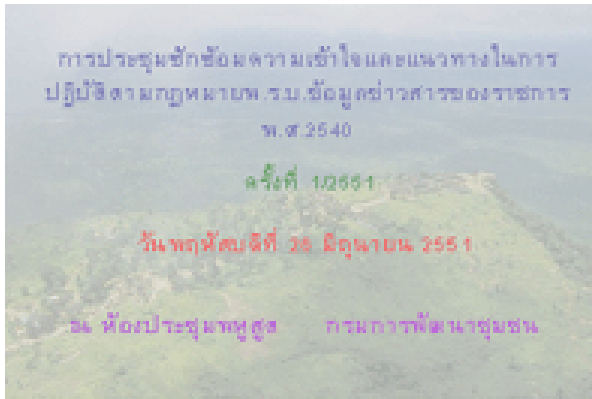 การประชุมซักซ้อมความเข้าใจและแนวทางในการ
ปฏิบัติตามกฎหมายพ.ร.บ.ข้อมูลข่าวสารของราชการ
พ.ศ.2540
ครั้งที่ 1/2551
วันพฤหัสบดีที่ 26 มิถุนายน 2551
ณ ห้องประชุม กรมการพัฒนาชุมชน